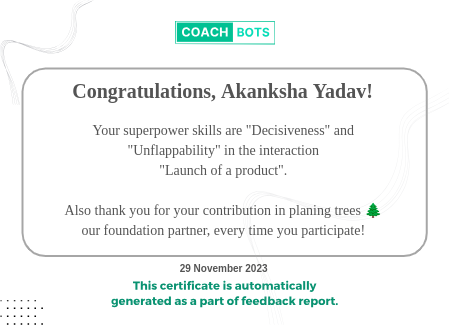 COACH BOTS
Congratulations, Akanksha Yadav!
Your superpower skills are "Decisiveness" and
"Unflappability" in the interaction
"Launch of a product".
Also thank you for your contribution in planing trees 🌲
our foundation partner, every time you participate!
29 November 2023
This certificate is automatically
generated as a part of feedback report.